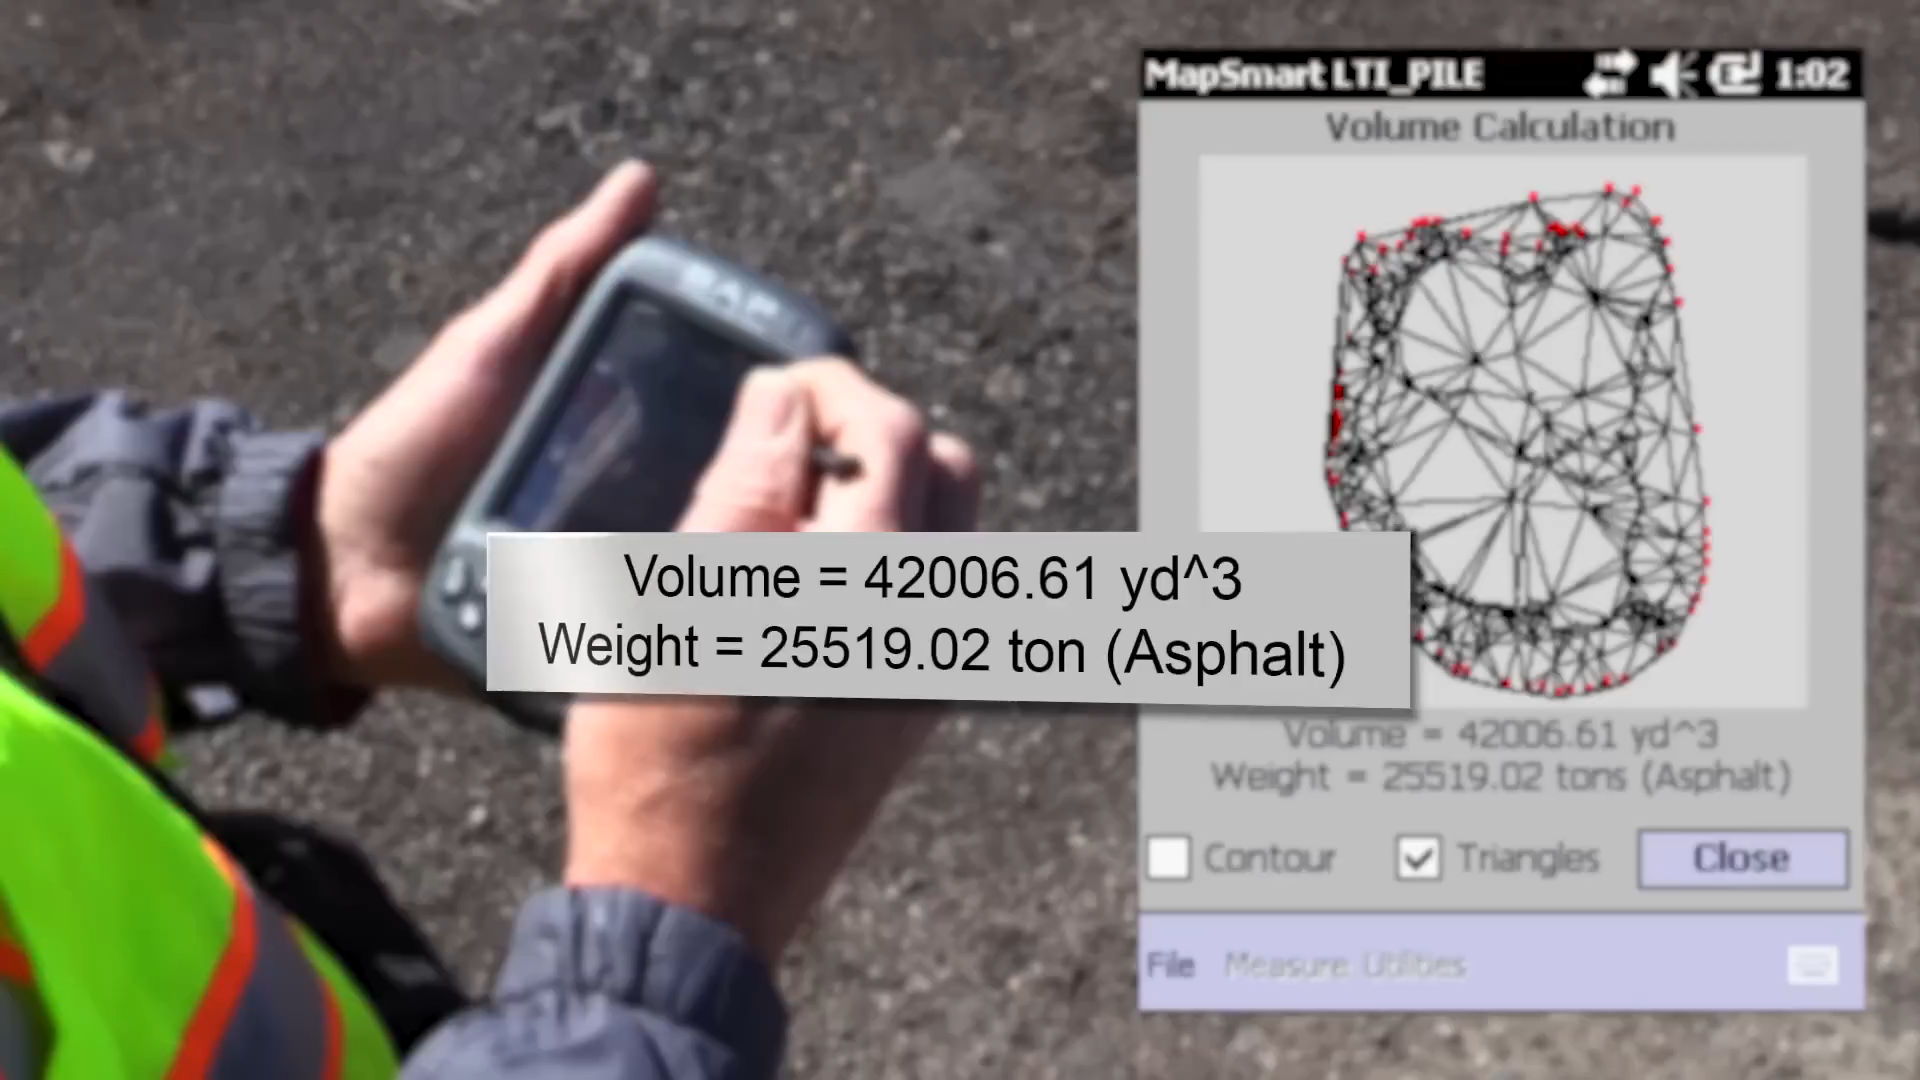 MapSmart LTI_PILE 1:02
Volume Calculation
Volume = 42006.61 yd^3
Weight = 25519.02 ton (Asphalt)
Volume = 42006.61 yd^3
Weight = 25519.02 tons (Asphalt)
Contour Triangles Close
File Measure Utilities